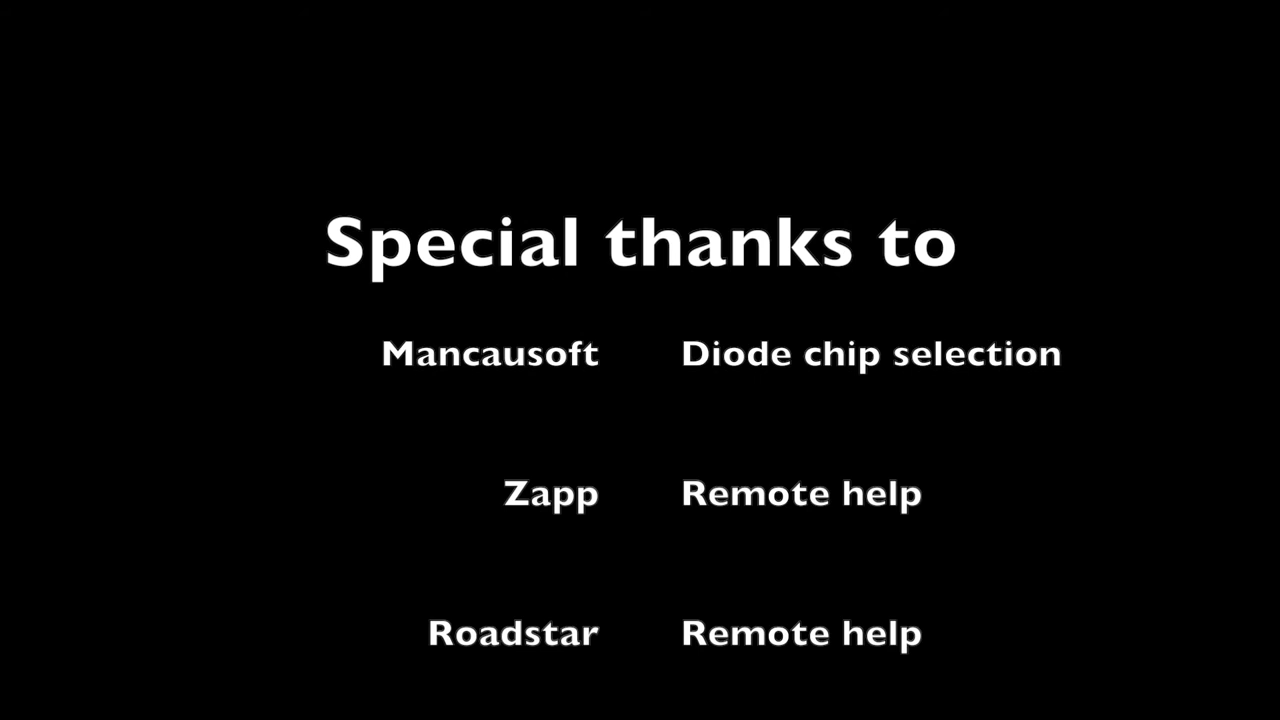 Special thanks to
Mancausoft Diode chip selection
Zapp Remote help
Roadstar Remote help